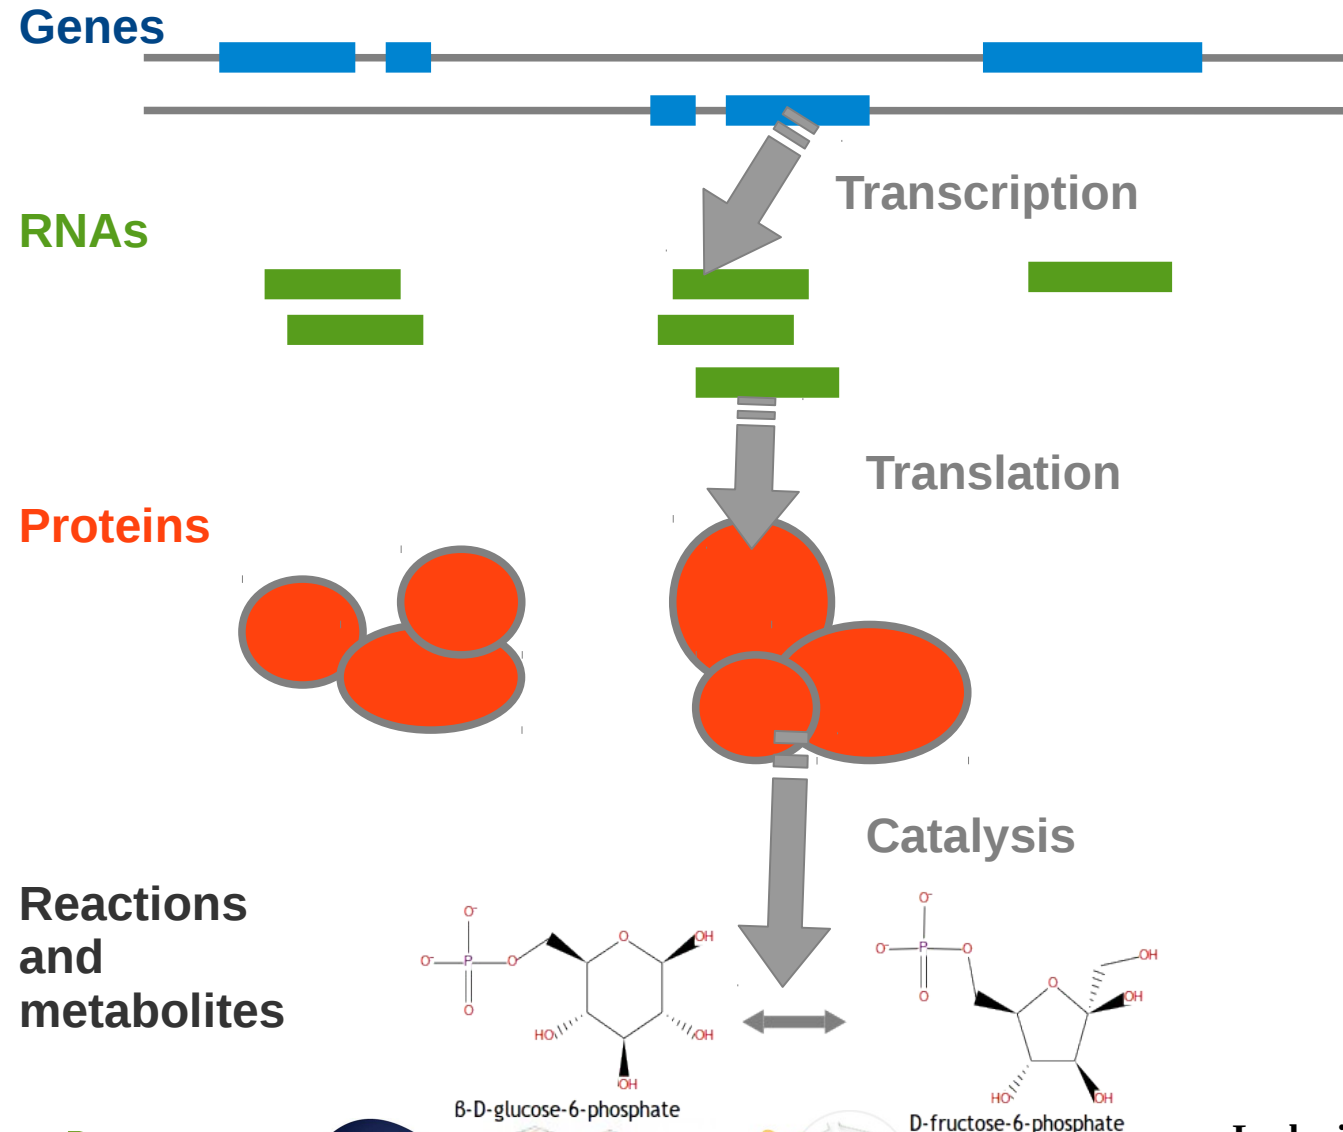 Genes
Transcription
RNAs
Translation
Proteins
Catalysis
Reactions
and
metabolites
O⁻
O⁻ P O
O
O OH
HO OH
OH
O⁻
O⁻ P O
O
O OH
OH
HO OH
β-D-glucose-6-phosphate
D-fructose-6-phosphate